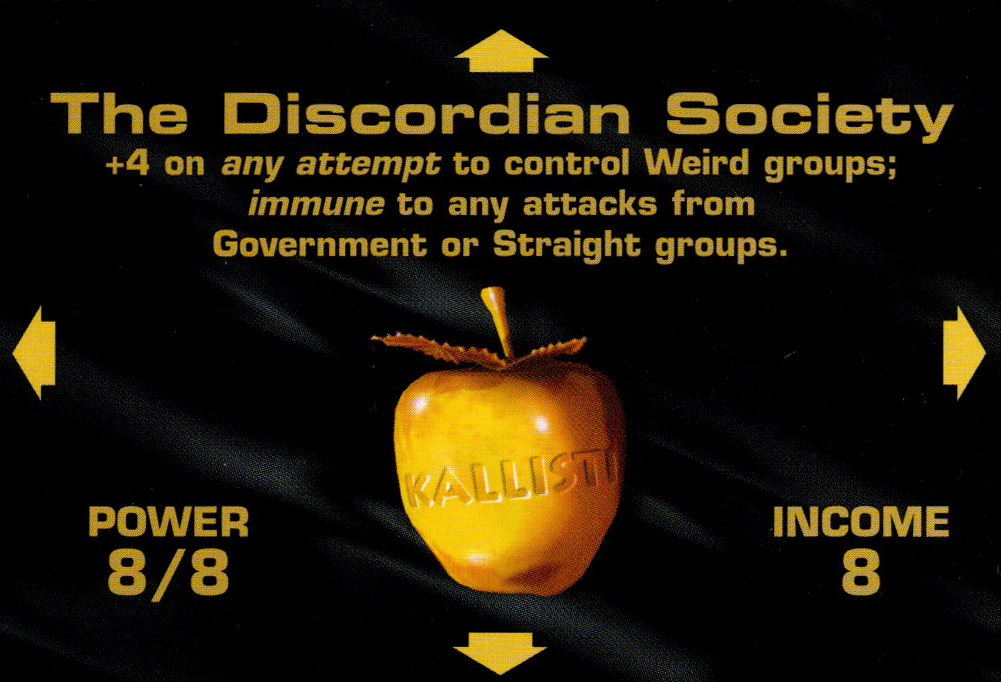 The Discordian Society
+4 on any attempt to control Weird groups;
immune to any attacks from
Government or Straight groups.
KALLISTI
POWER
8/8
INCOME
8